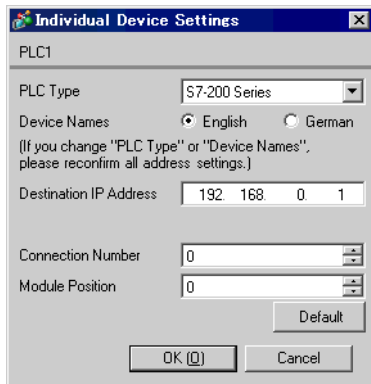 Individual Device Settings
PLC1
PLC Type S7-200 Series
Device Names English German
(If you change "PLC Type" or "Device Names",
please reconfirm all address settings.)
Destination IP Address 192. 168. 0. 1
Connection Number 0
Module Position 0
Default
OK (O) Cancel